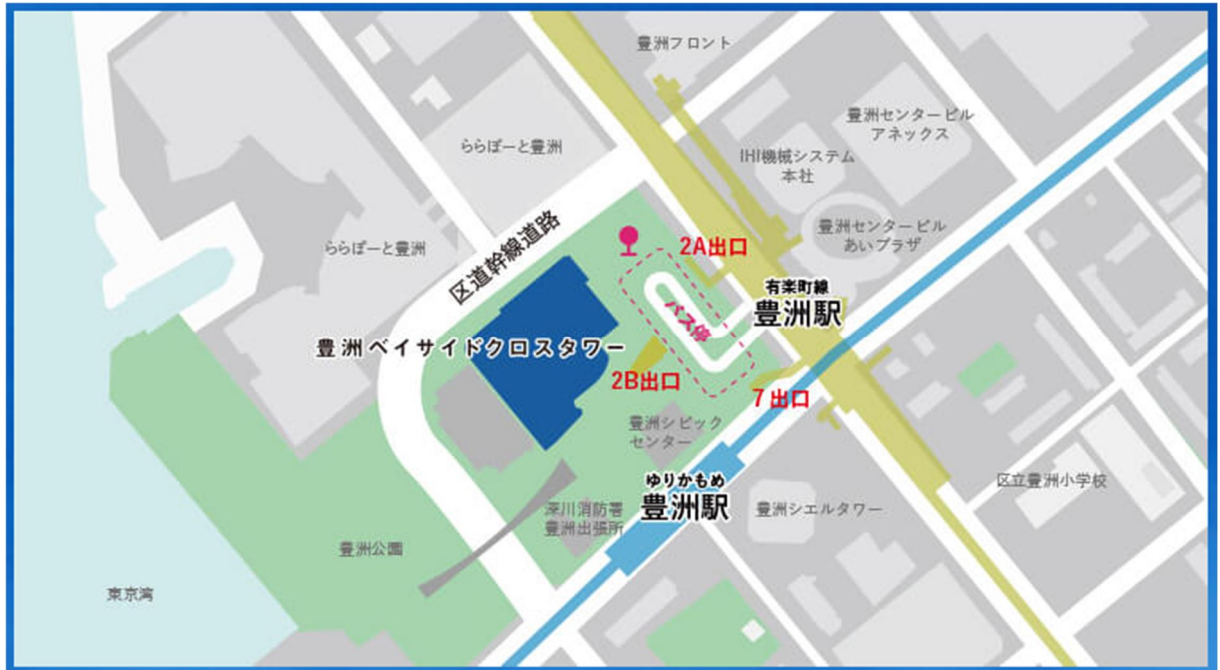 豊洲フロント
豊洲センタービル
アネックス
ららぽーと豊洲
IHI機械システム
本社
区道幹線道路
ららぽーと豊洲
2A出口
豊洲センタービル
あいプラザ
有楽町線
豊洲駅
バス停
豊洲ベイサイドクロスタワー
2B出口
7出口
豊洲シビック
センター
ゆりかもめ
豊洲駅
区立豊洲小学校
深川消防署
豊洲出張所
豊洲シエルタワー
豊洲公園
東京湾